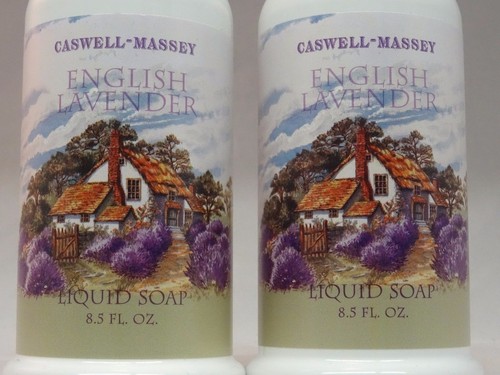 CASWELL-MASSEY
ENGLISH
LAVENDER
LIQUID SOAP
8.5 FL. OZ.
CASWELL-MASSEY
ENGLISH
LAVENDER
LIQUID SOAP
8.5 FL. OZ.